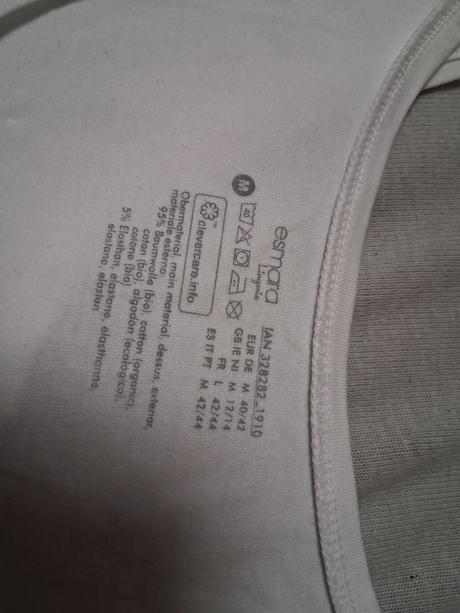 esmara
lingerie
M
40
IAN 328282_1910
EUR DE M 40/42
GB IE NI M 12/14
FR L 42/44
ES IT PT M 42/44
clevercare.info
Obermaterial, main material, dessus, exterior,
materiale esterno:
95% Baumwolle (bio), cotton (organic),
coton (bio), algodón (ecológico),
cotone (bio)
5% Elasthan, elastane, élasthanne,
elastano, elastan